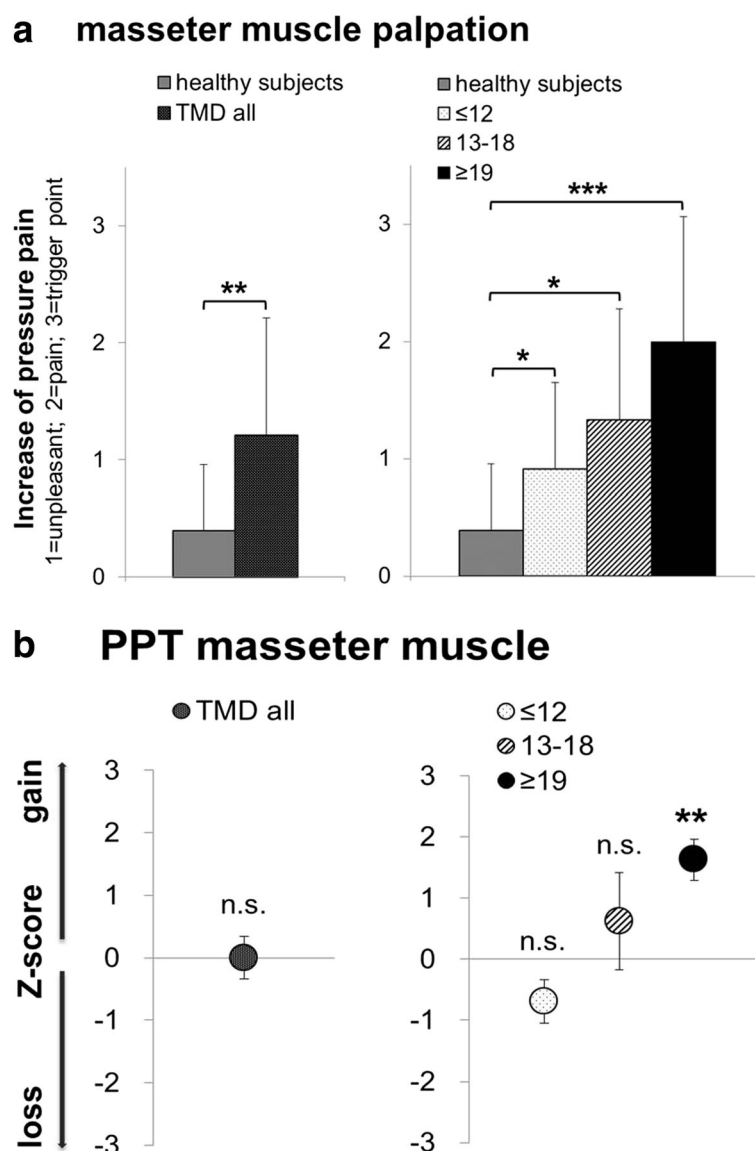 a masseter muscle palpation
healthy subjects
TMD all
healthy subjects
≤12
13-18
≥19
Increase of pressure pain
1=unpleasant; 2=pain; 3=trigger point
3
2
1
0
**
3
2
1
0
*
*
***
b PPT masseter muscle
TMD all
≤12
13-18
≥19
loss Z-score gain
3
2
1
0
-1
-2
-3
n.s.
3
2
1
0
-1
-2
-3
n.s.
n.s.
**